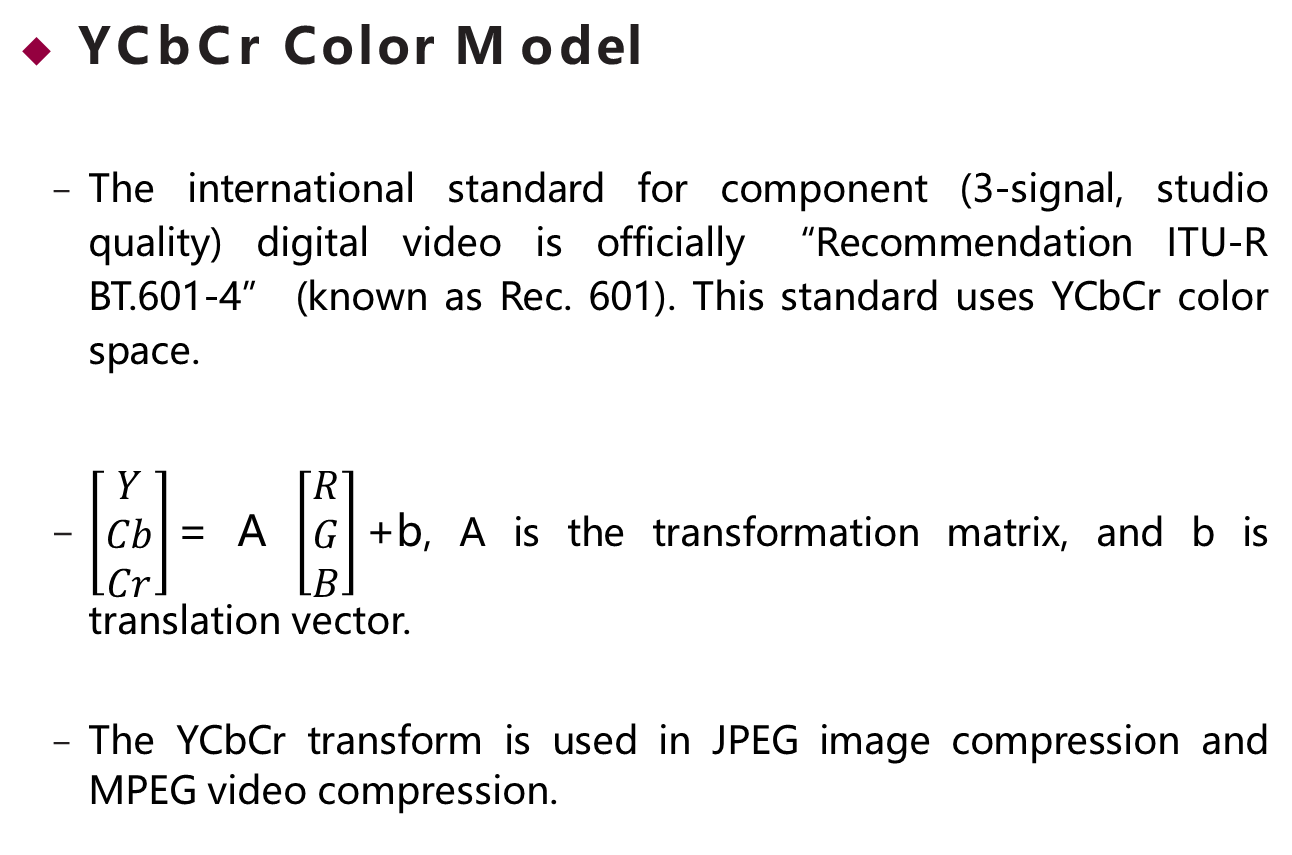 YCbCr Color Model
– The international standard for component (3-signal, studio
quality) digital video is officially “Recommendation ITU-R
BT.601-4” (known as Rec. 601). This standard uses YCbCr color
space.
– [Y Cb Cr] = A [R G B] +b, A is the transformation matrix, and b is
translation vector.
– The YCbCr transform is used in JPEG image compression and
MPEG video compression.